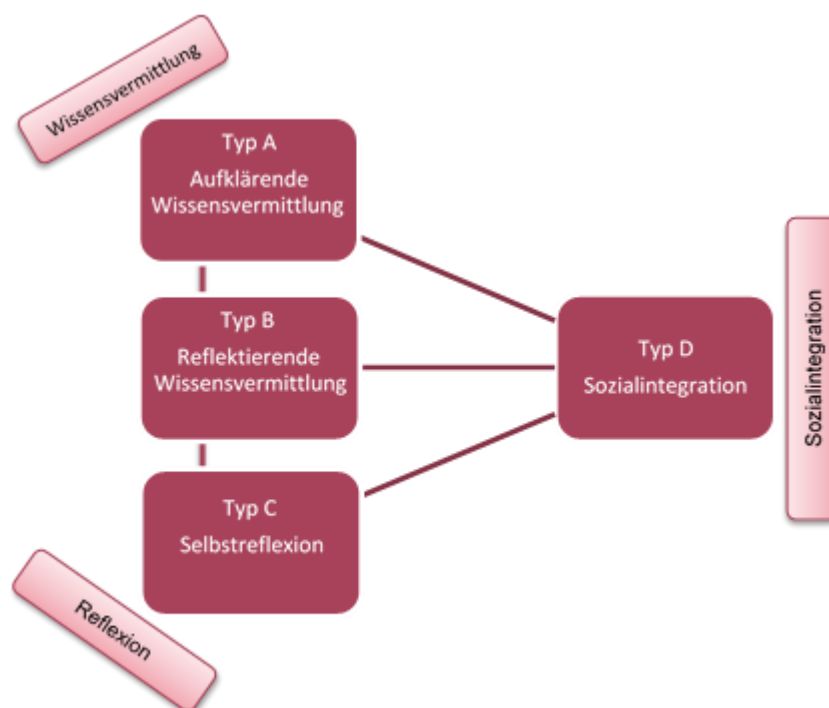 Wissensvermittlung
Typ A
Aufklärende
Wissensvermittlung
Typ B
Reflektierende
Wissensvermittlung
Typ D
Sozialintegration
Sozialintegration
Typ C
Selbstreflexion
Reflexion